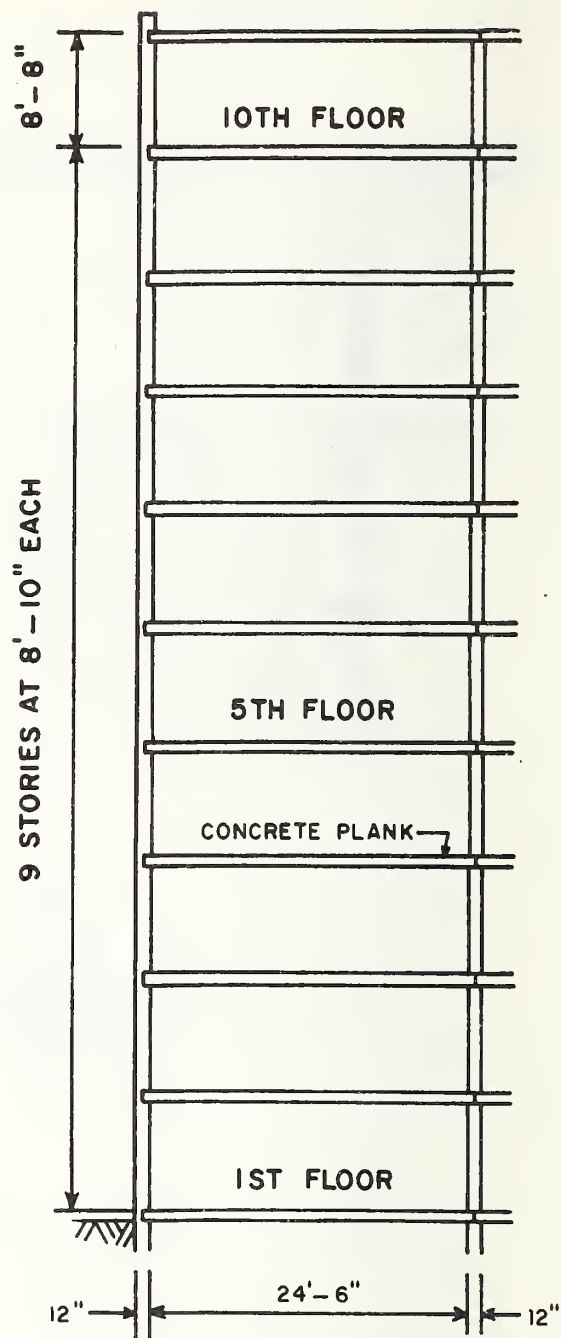 8'-8"
10TH FLOOR
9 STORIES AT 8'-10" EACH
5TH FLOOR
CONCRETE PLANK
1ST FLOOR
12"
24'-6"
12"